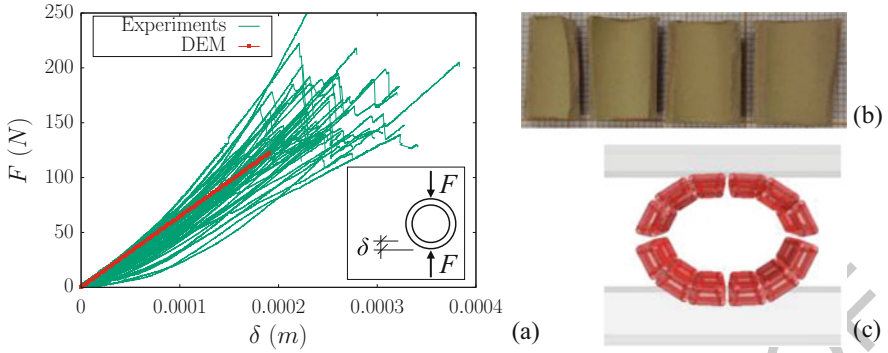 Experiments
DEM
F (N)
250
200
150
100
50
0
0
0.0001
0.0002
0.0003
0.0004
δ (m)
F
δ
F
(a)
(b)
(c)